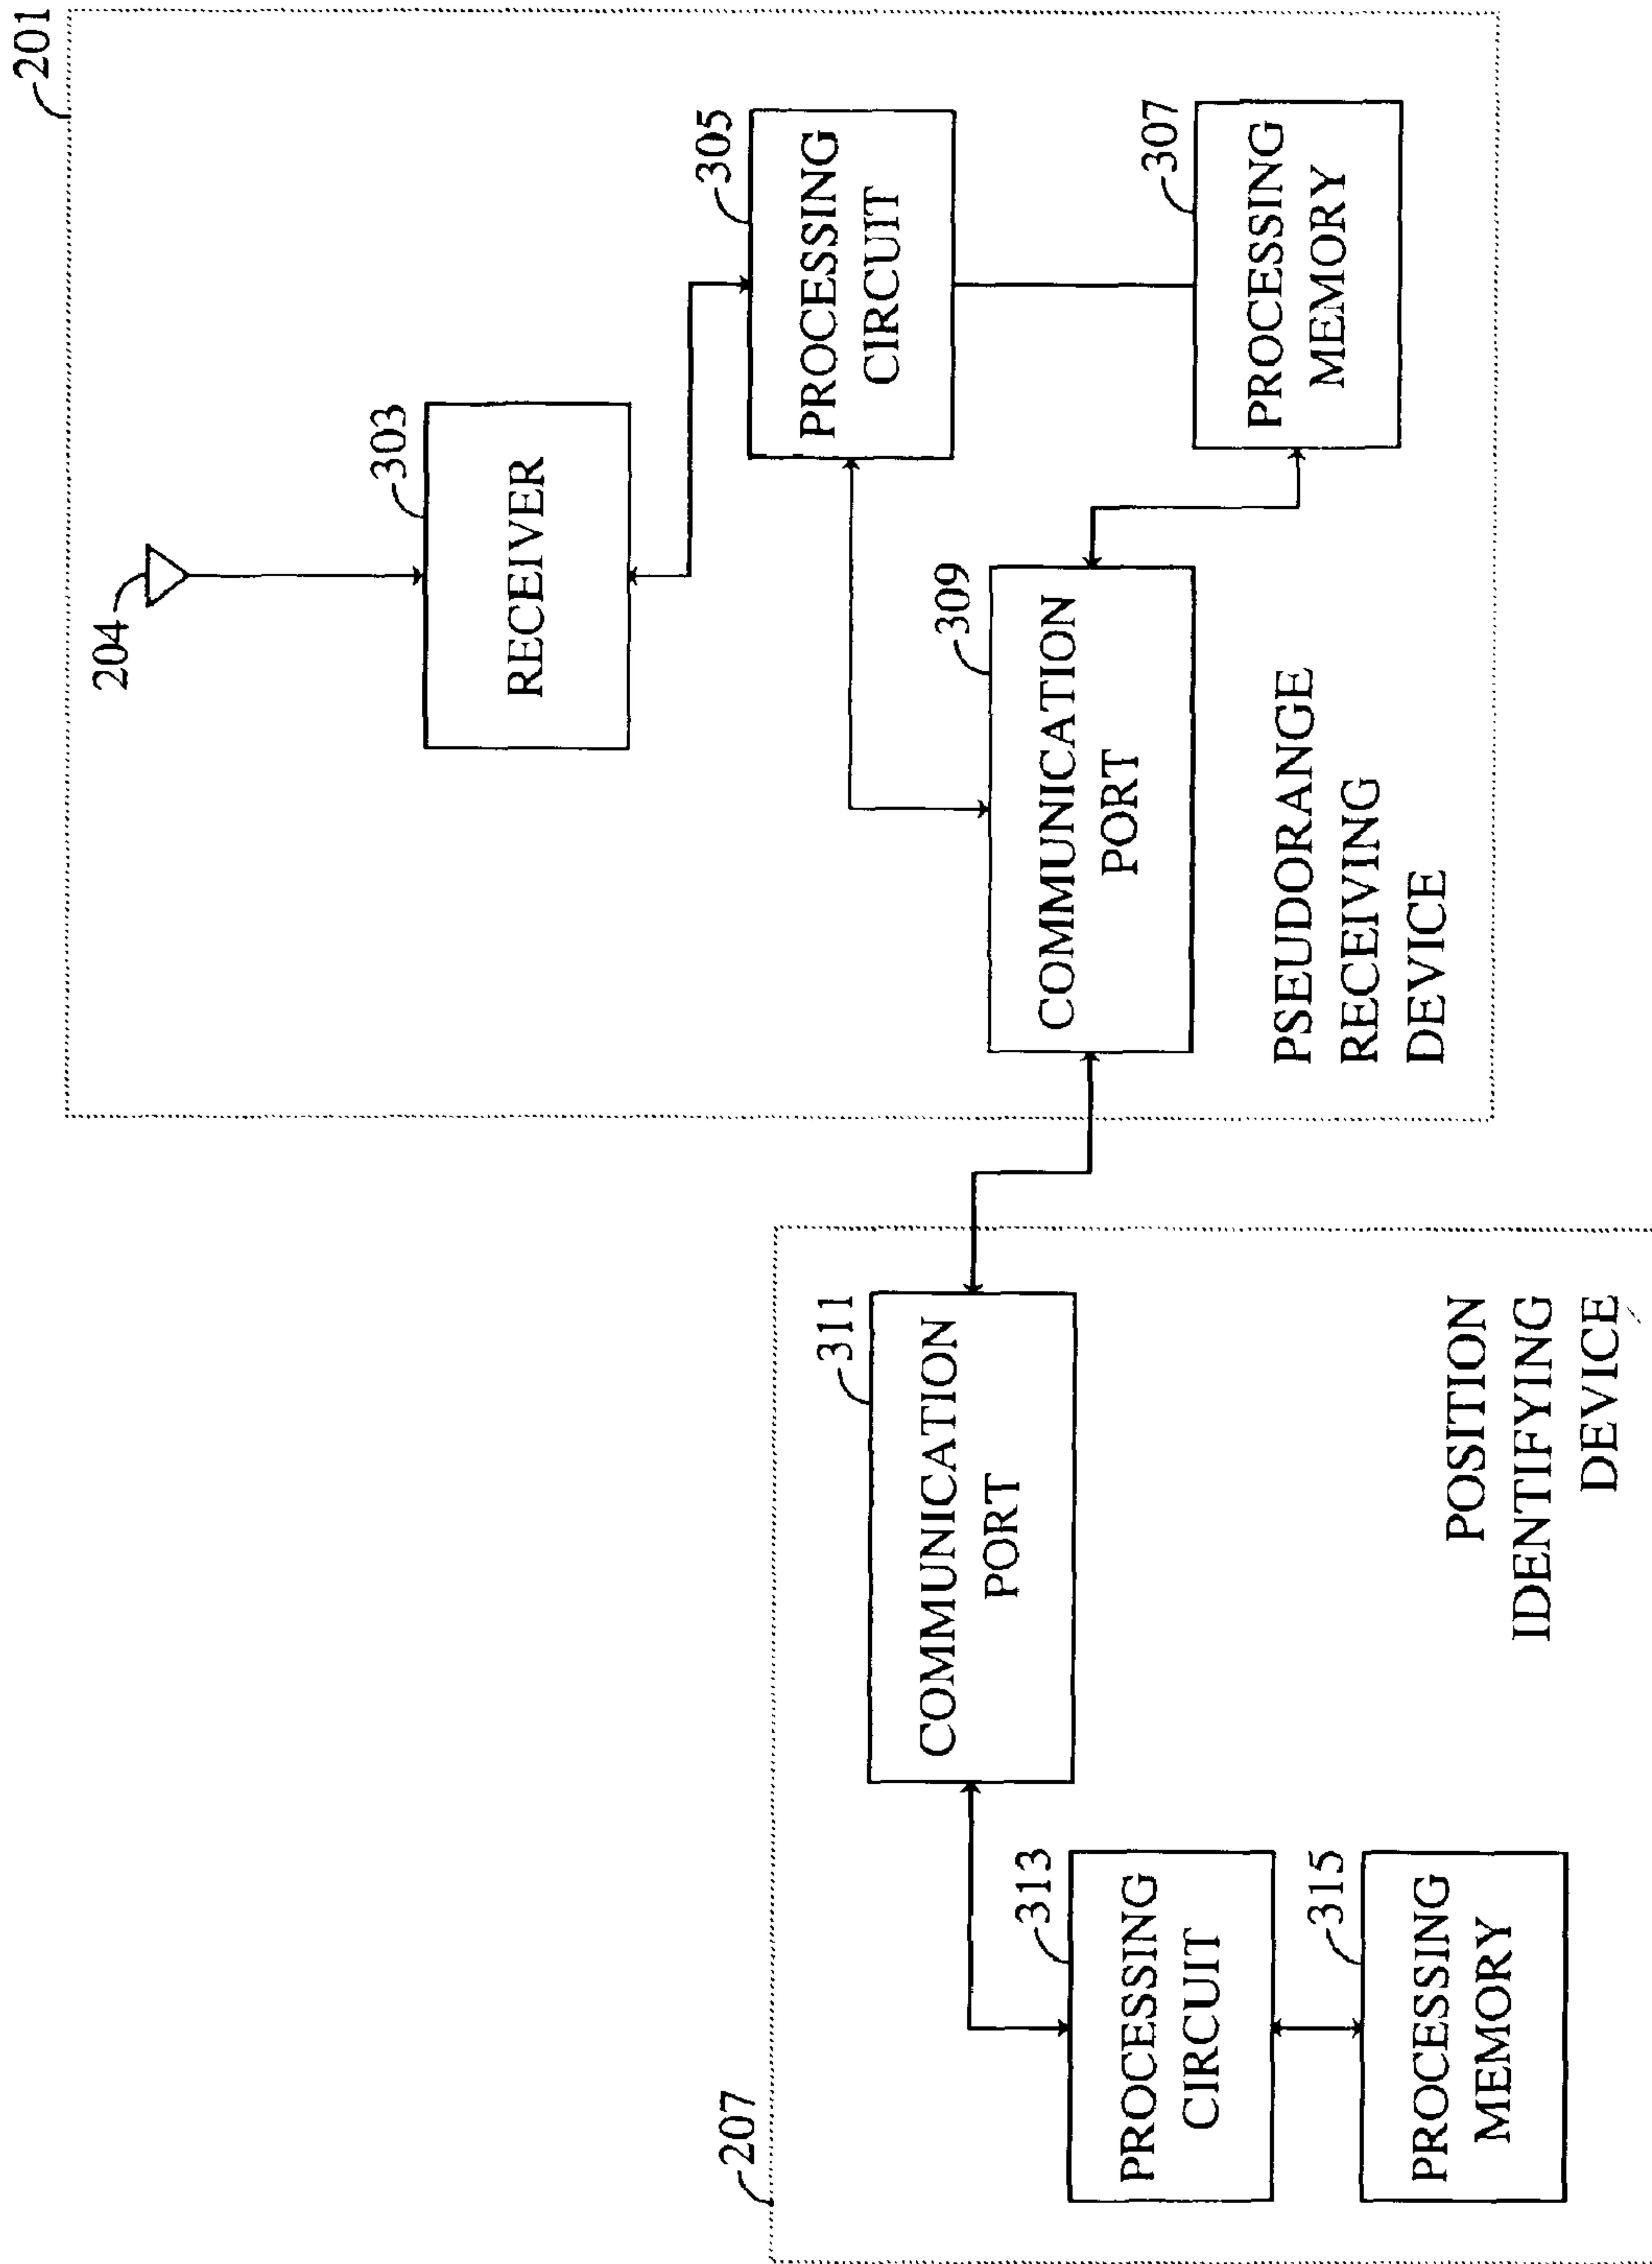 201
204
303
RECEIVER
305
PROCESSING
CIRCUIT
307
PROCESSING
MEMORY
309
COMMUNICATION
PORT
PSEUDORANGE
RECEIVING
DEVICE
207
311
COMMUNICATION
PORT
313
PROCESSING
CIRCUIT
315
PROCESSING
MEMORY
POSITION
IDENTIFYING
DEVICE